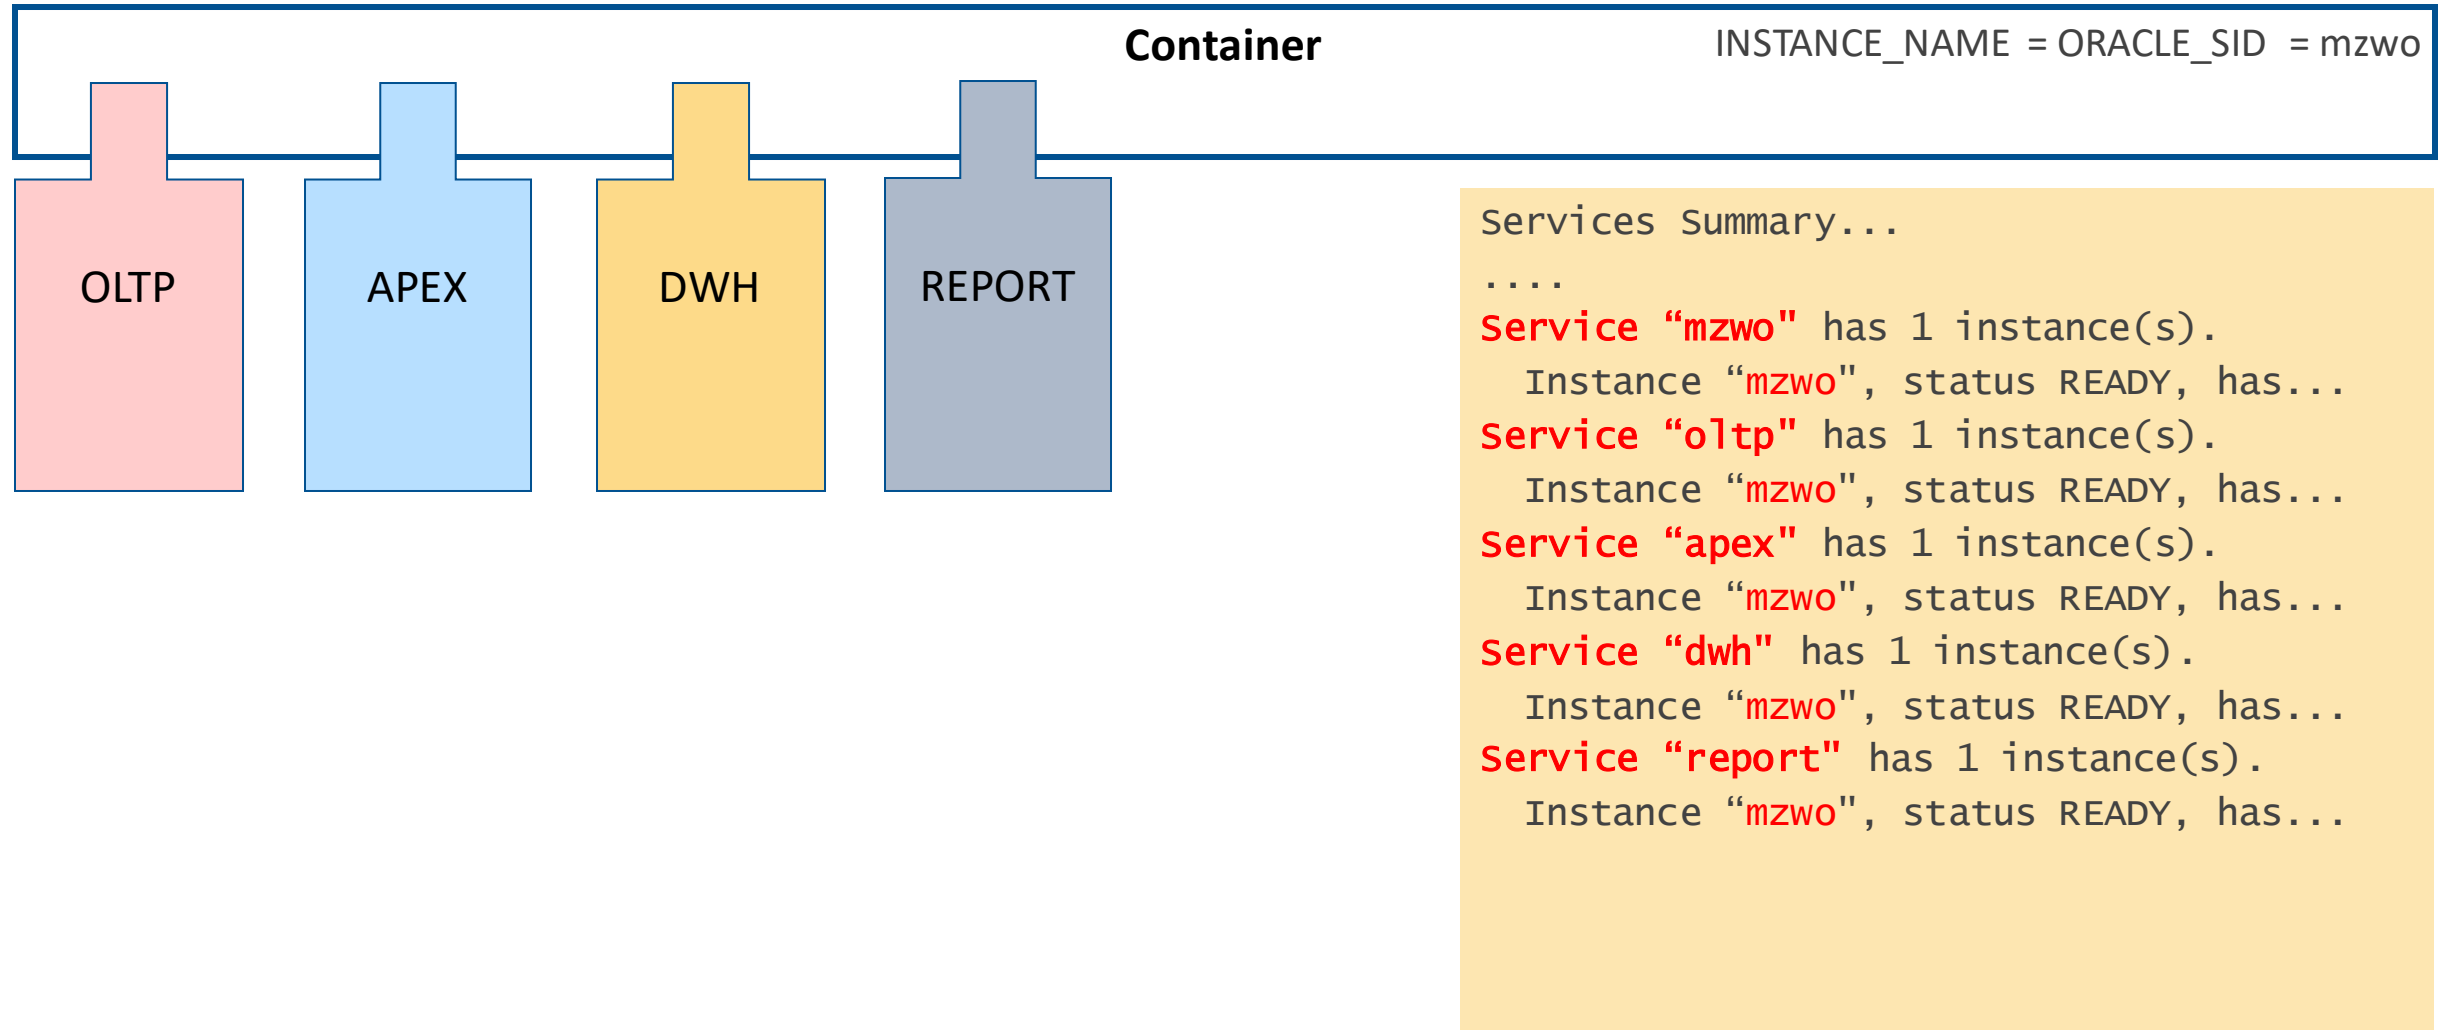 Container
INSTANCE_NAME = ORACLE_SID = mzwo
OLTP
APEX
DWH
REPORT
Services Summary...
....
Service “mzwo" has 1 instance(s).
Instance “mzwo", status READY, has...
Service “oltp" has 1 instance(s).
Instance “mzwo", status READY, has...
Service “apex" has 1 instance(s).
Instance “mzwo", status READY, has...
Service “dwh" has 1 instance(s).
Instance “mzwo", status READY, has...
Service “report" has 1 instance(s).
Instance “mzwo", status READY, has...